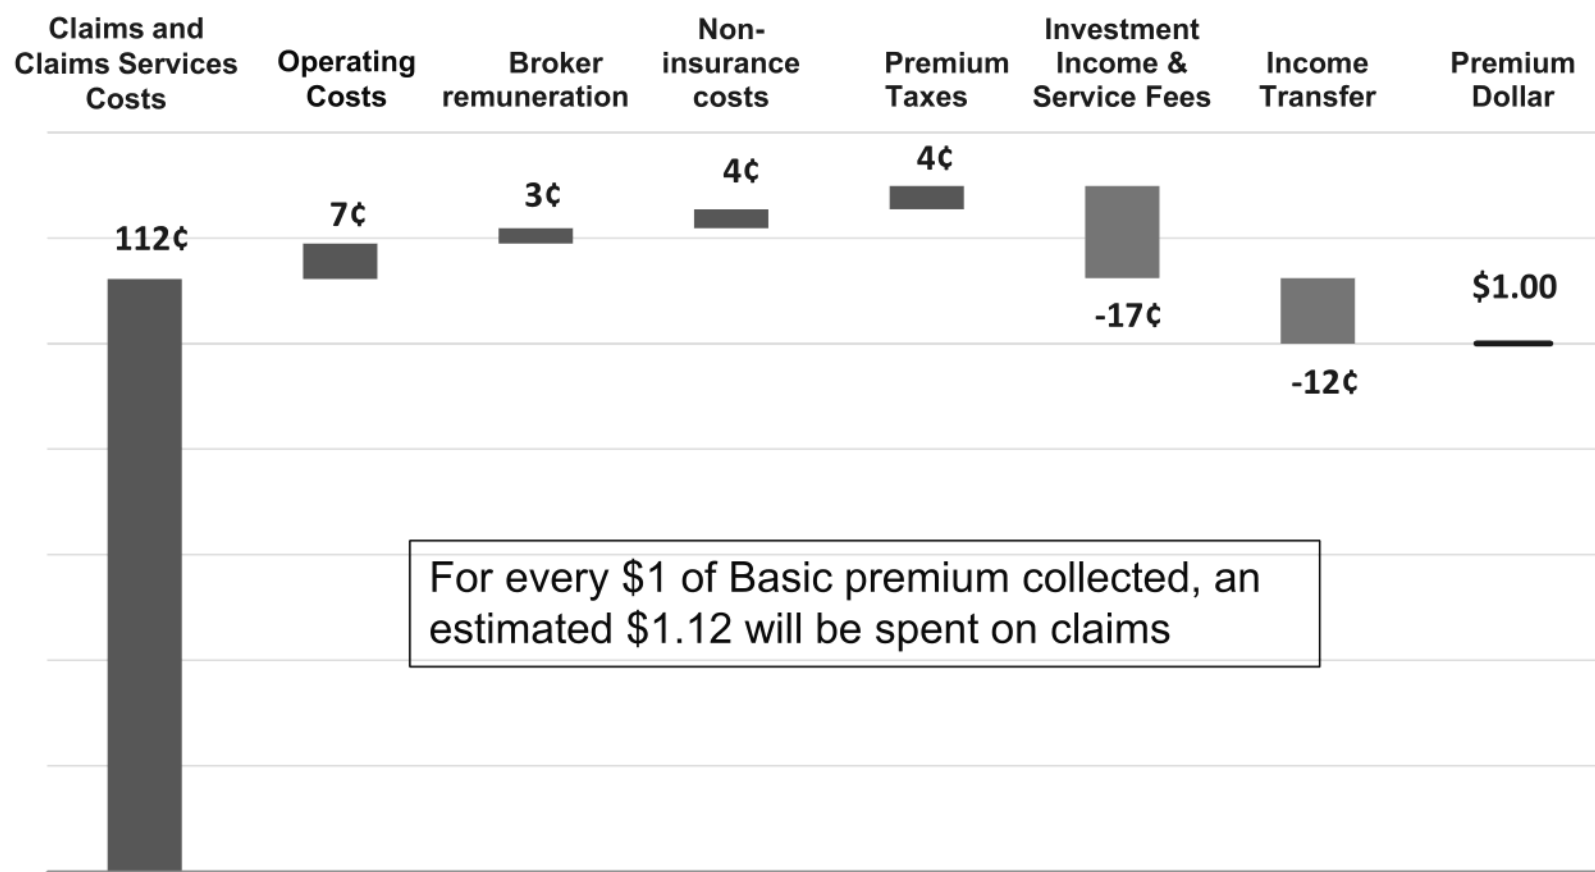 Claims and
Claims Services
Costs
Operating
Costs
Broker
remuneration
Non-
insurance
costs
Premium
Taxes
Investment
Income &
Service Fees
Income
Transfer
Premium
Dollar
112¢
7¢
3¢
4¢
4¢
-17¢
-12¢
$1.00
For every $1 of Basic premium collected, an
estimated $1.12 will be spent on claims